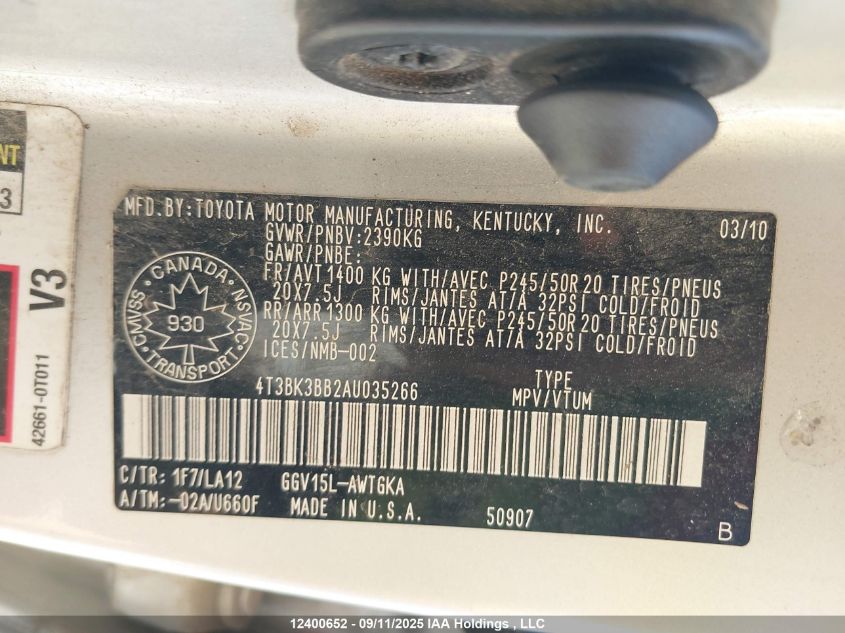 NT
3
V3
42661-0T011
MFD.BY:TOYOTA MOTOR MANUFACTURING, KENTUCKY, INC. 03/10
GVWR/PNBV:2390KG
GAWR/PNBE:
FR/AVT1400 KG WITH/AVEC P245/50R20 TIRES/PNEUS
20X7.5J RIMS/JANTES AT/A 32PSI COLD/FROID
RR/ARR1300 KG WITH/AVEC P245/50R20 TIRES/PNEUS
20X7.5J RIMS/JANTES AT/A 32PSI COLD/FROID
ICES/NMB-002
CANADA
CMVSS
NSVAC
930
TRANSPORT
4T3BK3BB2AU035266 TYPE
MPV/VTUM
C/TR: 1F7/LA12 GGV15L-AWTGKA
A/TM:-02A/U660F MADE IN U.S.A. 50907
B
12400652 - 09/11/2025 IAA Holdings , LLC